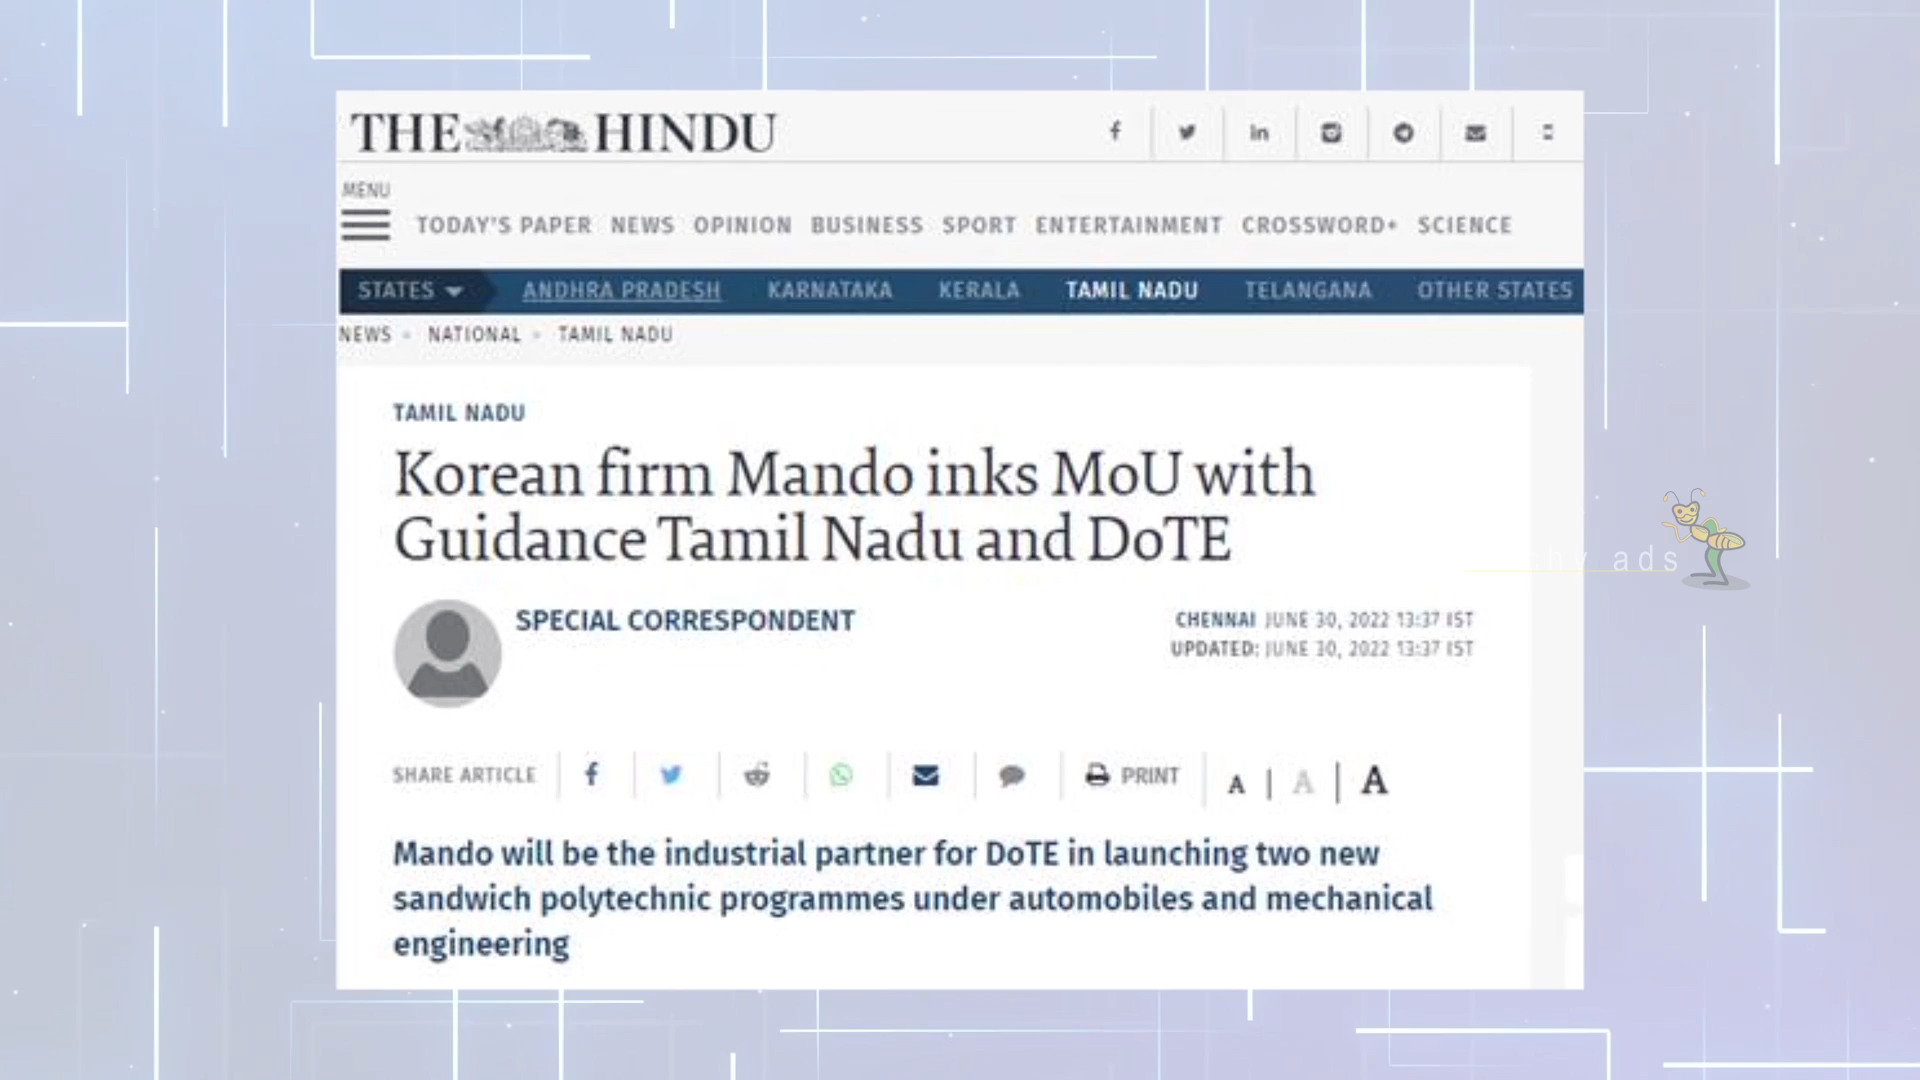 THE HINDU
MENU
TODAY'S PAPER NEWS OPINION BUSINESS SPORT ENTERTAINMENT CROSSWORD+ SCIENCE
STATES ANDHRA PRADESH KARNATAKA KERALA TAMIL NADU TELANGANA OTHER STATES
NEWS NATIONAL TAMIL NADU
TAMIL NADU
Korean firm Mando inks MoU with
Guidance Tamil Nadu and DoTE
SPECIAL CORRESPONDENT
CHENNAI JUNE 30, 2022 13:37 IST
UPDATED: JUNE 30, 2022 13:37 IST
SHARE ARTICLE PRINT A | A | A
Mando will be the industrial partner for DoTE in launching two new
sandwich polytechnic programmes under automobiles and mechanical
engineering
ads